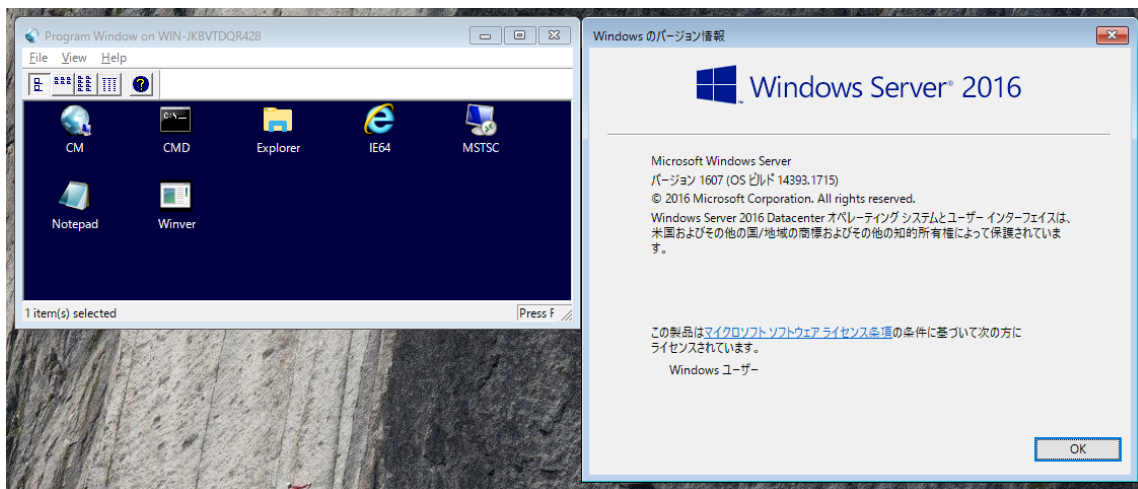 Program Window on WIN-JKBVTDQR428
File View Help
C:\_
CM CMD Explorer IE64 MSTSC
Notepad Winver
1 item(s) selected Press F
Windows のバージョン情報
Windows Server® 2016
Microsoft Windows Server
バージョン 1607 (OS ビルド 14393.1715)
© 2016 Microsoft Corporation. All rights reserved.
Windows Server 2016 Datacenter オペレーティング システムとユーザー インターフェイスは、
米国およびその他の国/地域の商標およびその他の知的所有権によって保護されていま
す。
この製品はマイクロソフト ソフトウェア ライセンス条項の条件に基づいて次の方に
ライセンスされています。
Windows ユーザー
OK